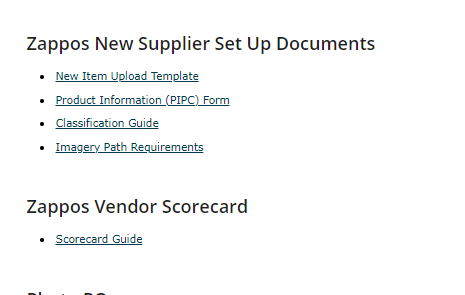 Zappos New Supplier Set Up Documents
New Item Upload Template
Product Information (PIPC) Form
Classification Guide
Imagery Path Requirements
Zappos Vendor Scorecard
Scorecard Guide